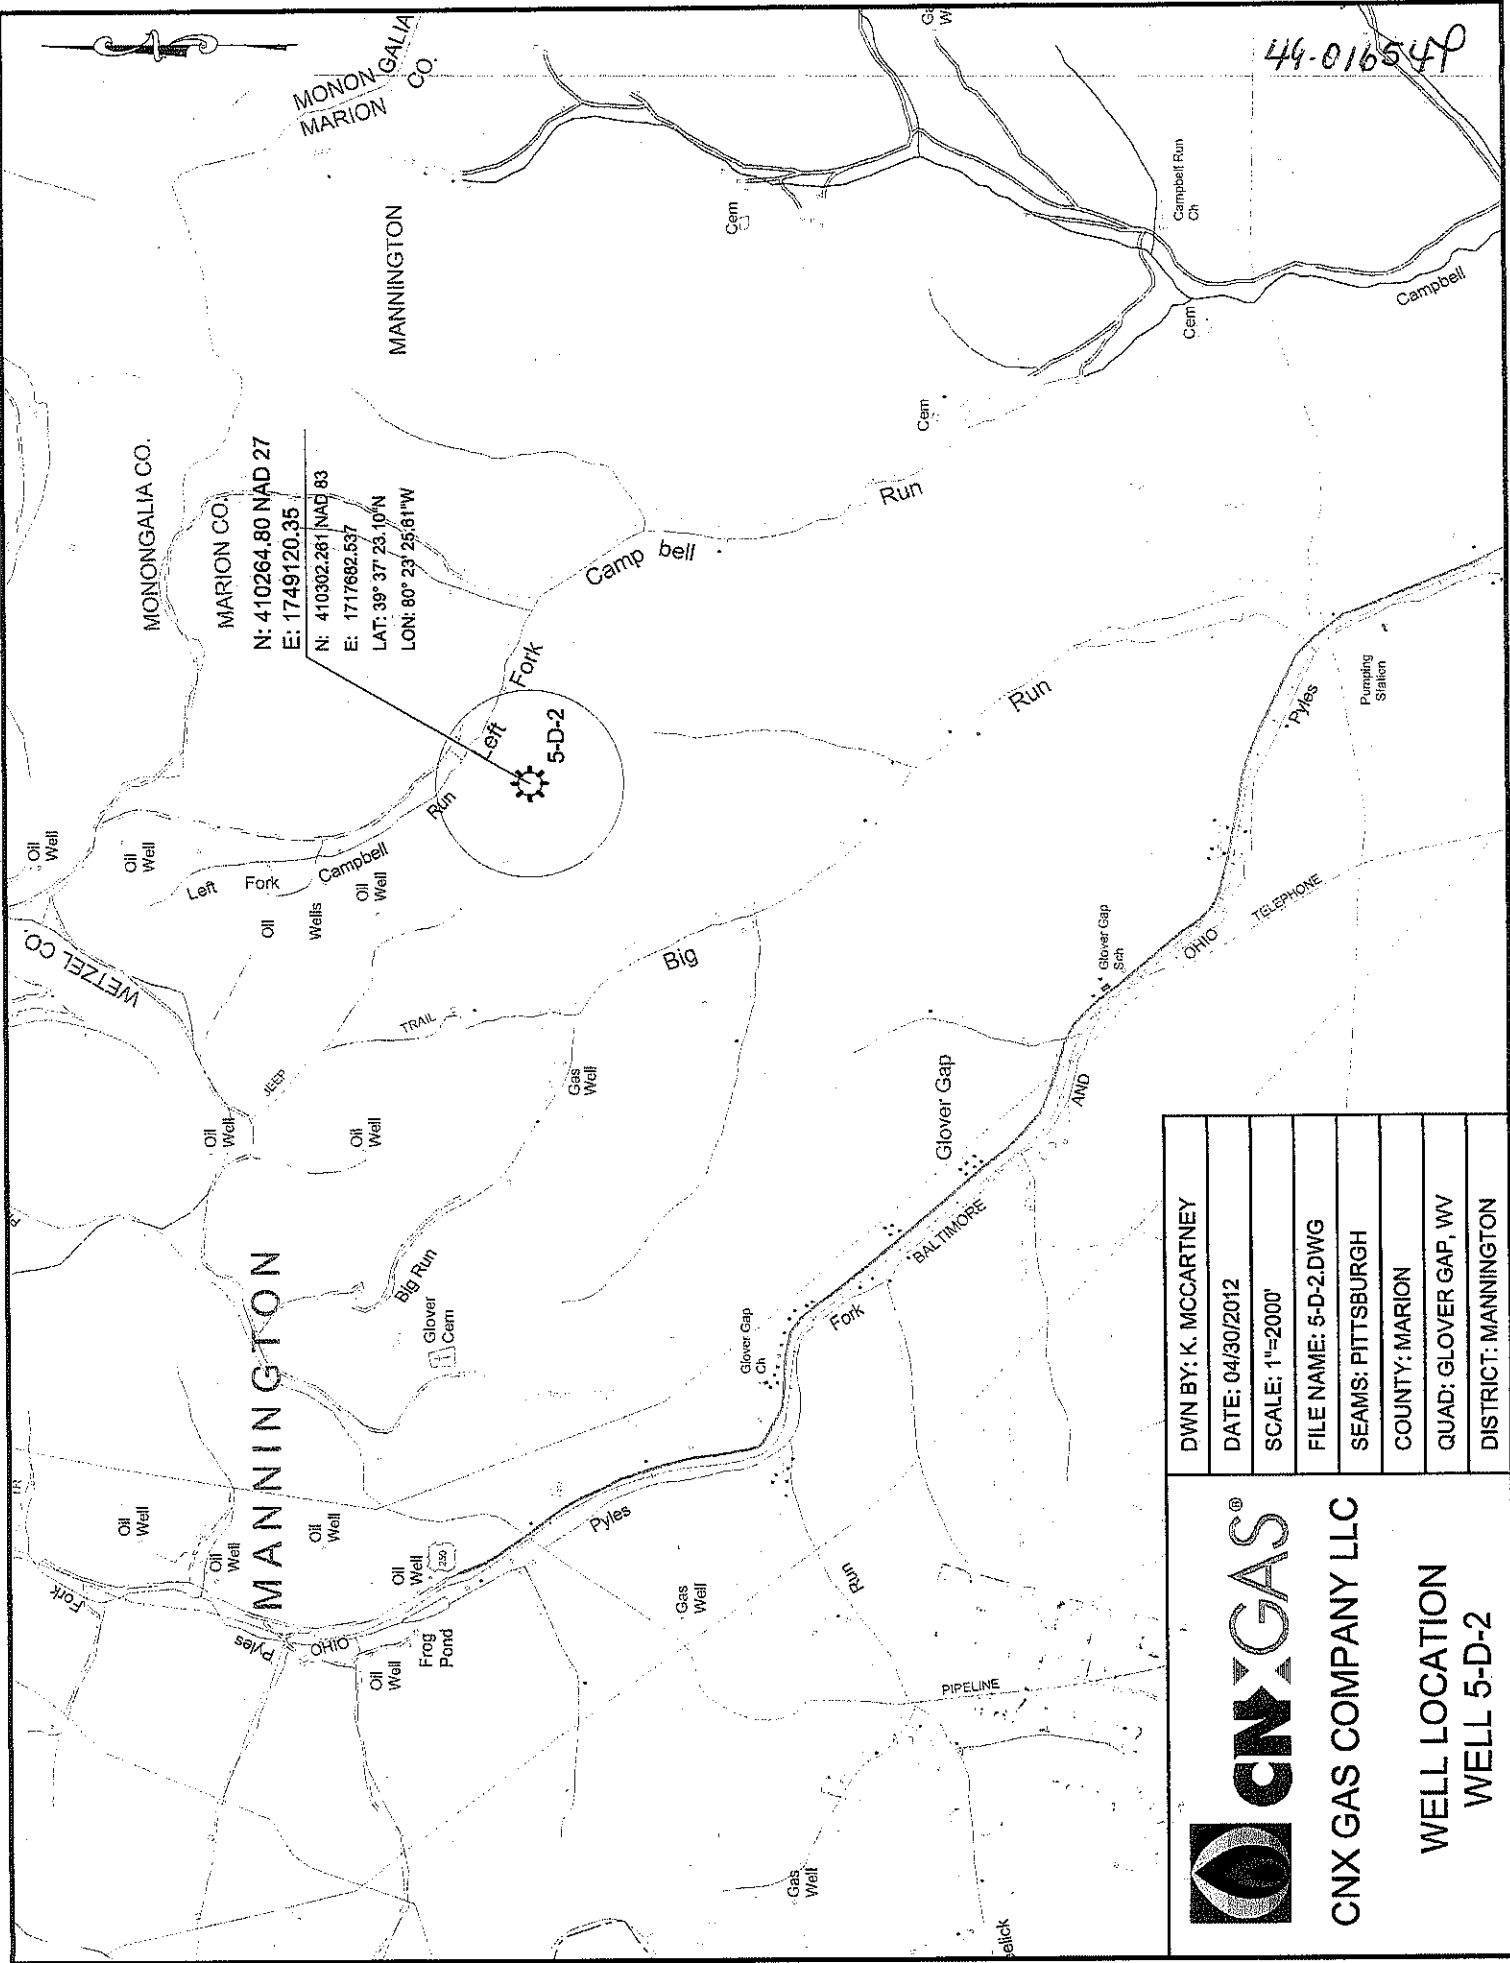 44-01654P
MONONGALIA CO.
MARION
MANNINGTON
MONONGALIA CO.
MARION CO.
N: 410264.80 NAD 27
E: 1749120.35
N: 410302.261 NAD 83
E: 1717682.537
LAT: 39° 37' 23.10"N
LON: 80° 23' 25.61"W
5-D-2
Left Fork
Campbell
Run
Oil
Well
Oil
Well
Left Fork Campbell
Run
Oil
Wells
Oil
Well
WETZEL CO.
JEEP
TRAIL
Oil
Well
Oil
Well
Gas
Well
Big
Run
Big Run
Glover
Cem
MANNINGTON
Oil
Well
Oil
Well
Oil
Well
Oil
Well
250
Fork
Pyles
OHIO
Oil
Well
Frog
Pond
Pyles
Fork
Gas
Well
Run
PIPELINE
Gas
Well
Glover Gap
Ch
BALTIMORE
AND
OHIO
Glover Gap
Glover Gap
Sch
TELEPHONE
Pyles
Pumping
Station
Cem
Cem
Cem
Campbell Run
Ch
Campbell
CNXGAS®
CNX GAS COMPANY LLC
WELL LOCATION
WELL 5-D-2
DWN BY: K. MCCARTNEY
DATE: 04/30/2012
SCALE: 1"=2000'
FILE NAME: 5-D-2.DWG
SEAMS: PITTSBURGH
COUNTY: MARION
QUAD: GLOVER GAP, WV
DISTRICT: MANNINGTON